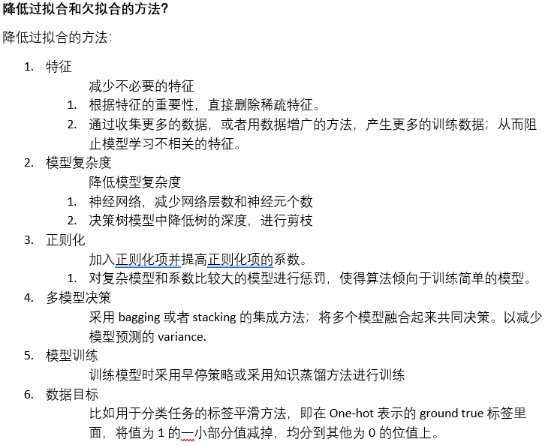 降低过拟合和欠拟合的方法?
降低过拟合的方法：
1. 特征
减少不必要的特征
1. 根据特征的重要性，直接删除稀疏特征。
2. 通过收集更多的数据，或者用数据增广的方法，产生更多的训练数据；从而阻
止模型学习不相关的特征。
2. 模型复杂度
降低模型复杂度
1. 神经网络，减少网络层数和神经元个数
2. 决策树模型中降低树的深度，进行剪枝
3. 正则化
加入正则化项并提高正则化项的系数。
1. 对复杂模型和系数比较大的模型进行惩罚，使得算法倾向于训练简单的模型。
4. 多模型决策
采用 bagging 或者 stacking 的集成方法；将多个模型融合起来共同决策。以减少
模型预测的 variance.
5. 模型训练
训练模型时采用早停策略或采用知识蒸馏方法进行训练
6. 数据目标
比如用于分类任务的标签平滑方法，即在 One-hot 表示的 ground true 标签里
面，将值为 1 的一小部分值减掉，均分到其他为 0 的位值上。